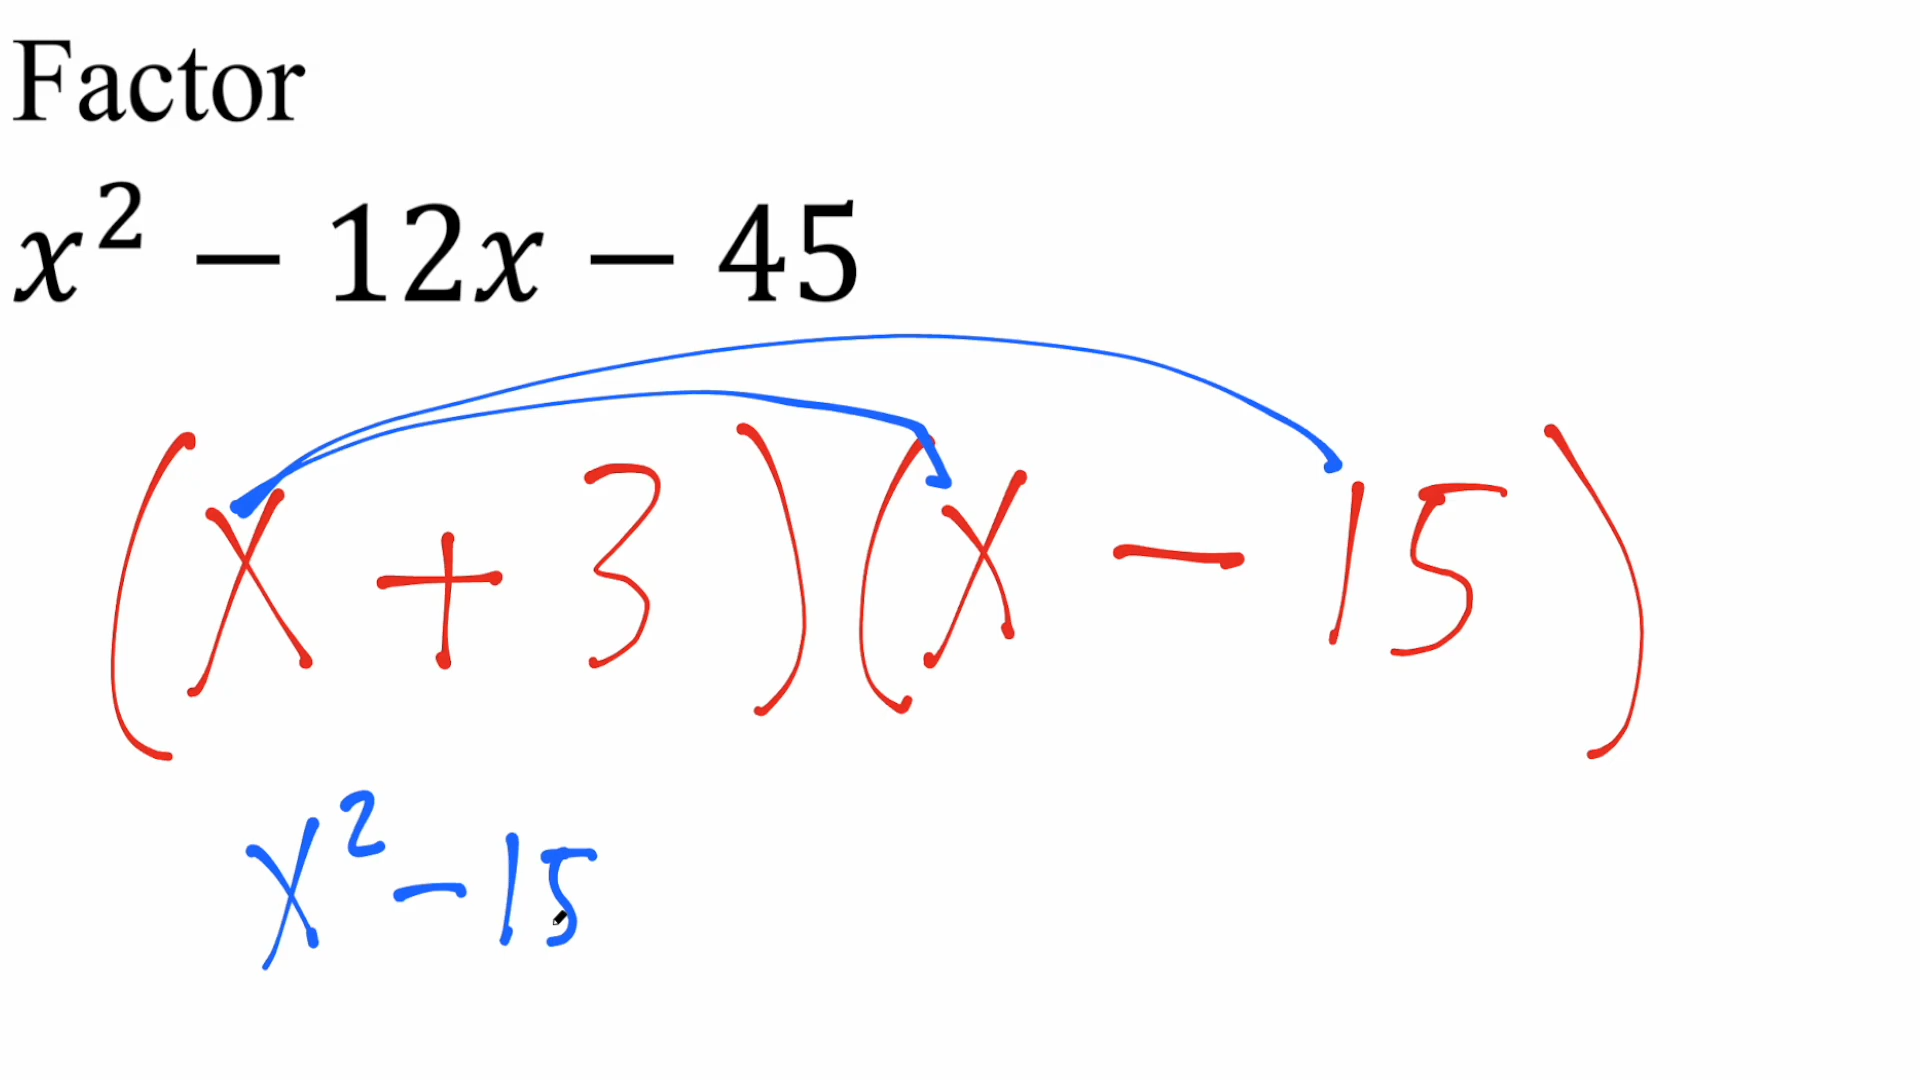 Factor
x² − 12x − 45
(x + 3)(x − 15)
x² − 15